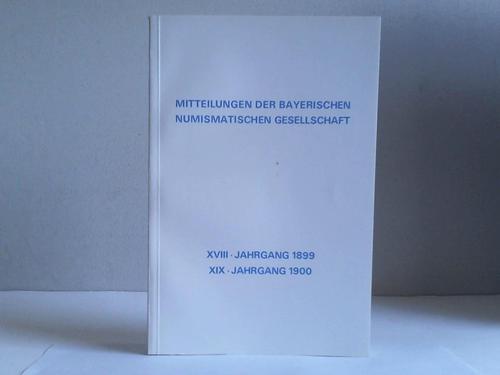 MITTEILUNGEN DER BAYERISCHEN
NUMISMATISCHEN GESELLSCHAFT
XVIII · JAHRGANG 1899
XIX · JAHRGANG 1900